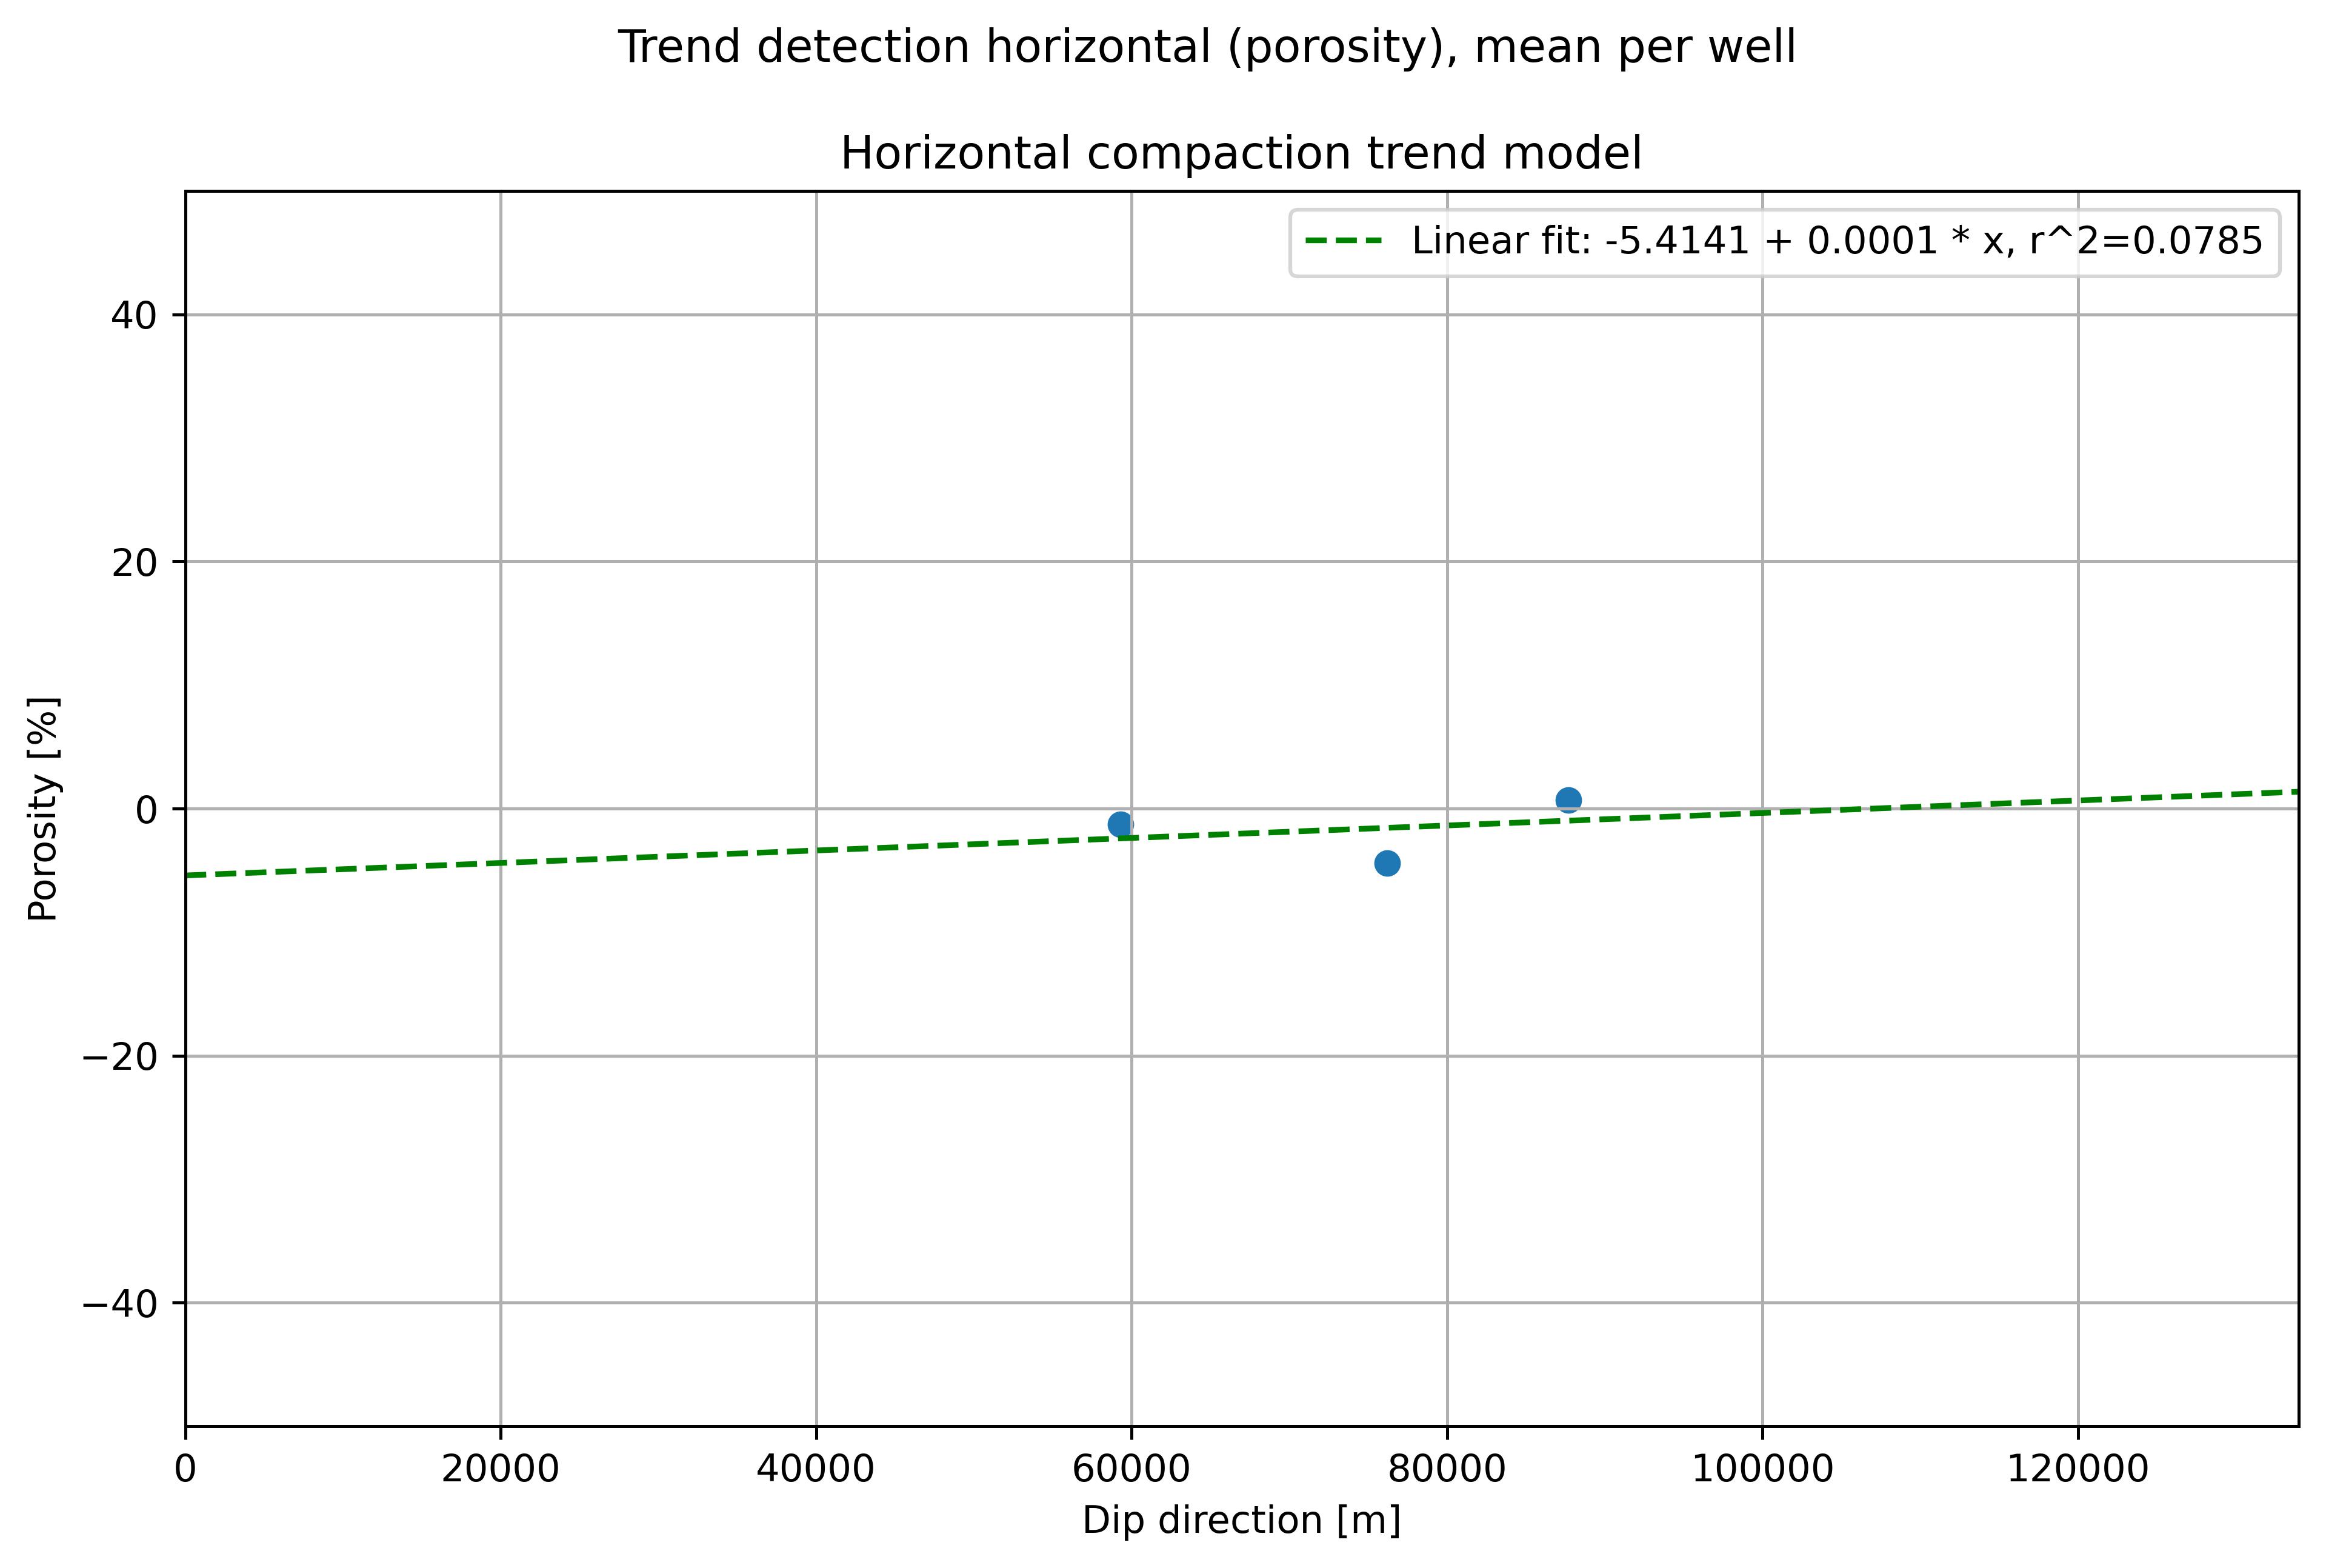 Trend detection horizontal (porosity), mean per well
Horizontal compaction trend model
Linear fit: -5.4141 + 0.0001 * x, r^2=0.0785
40
20
0
−20
−40
Porosity [%]
0 20000 40000 60000 80000 100000 120000
Dip direction [m]